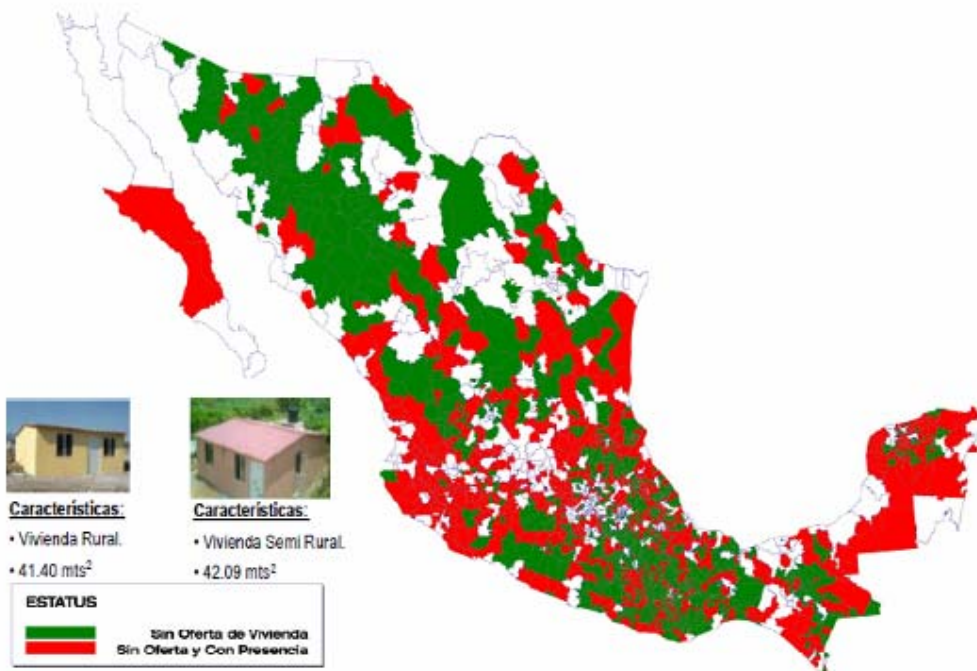 Características:
• Vivienda Rural.
• 41.40 mts²
Características:
• Vivienda Semi Rural.
• 42.09 mts²
ESTATUS
Sin Oferta de Vivienda
Sin Oferta y Con Presencia